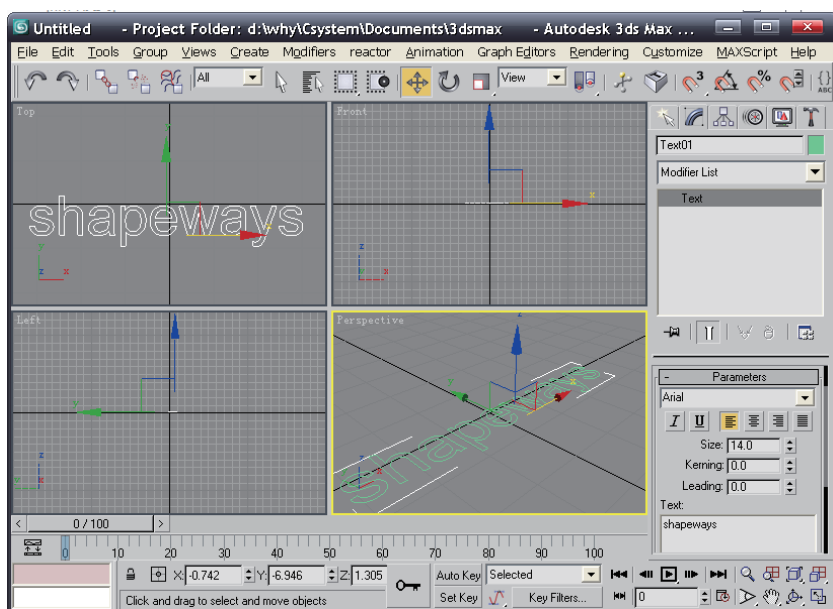 Untitled - Project Folder: d:\why\Csystem\Documents\3dsmax - Autodesk 3ds Max ...
File Edit Tools Group Views Create Modifiers reactor Animation Graph Editors Rendering Customize MAXScript Help
All View 3 % {} ABC
Top
y
x
shapeways
y
z x
Front
x
z
x
Left
y
z
y
Perspective
z
y x
shapeways
z
x
Text01
Modifier List
Text
- Parameters
Arial
I U
Size: 14.0
Kerning: 0.0
Leading: 0.0
Text:
shapeways
< 0 / 100 >
0 10 20 30 40 50 60 70 80 90 100
X: -0.742 Y: -6.946 Z: 1.305 Auto Key Selected
Click and drag to select and move objects Set Key Key Filters... 0